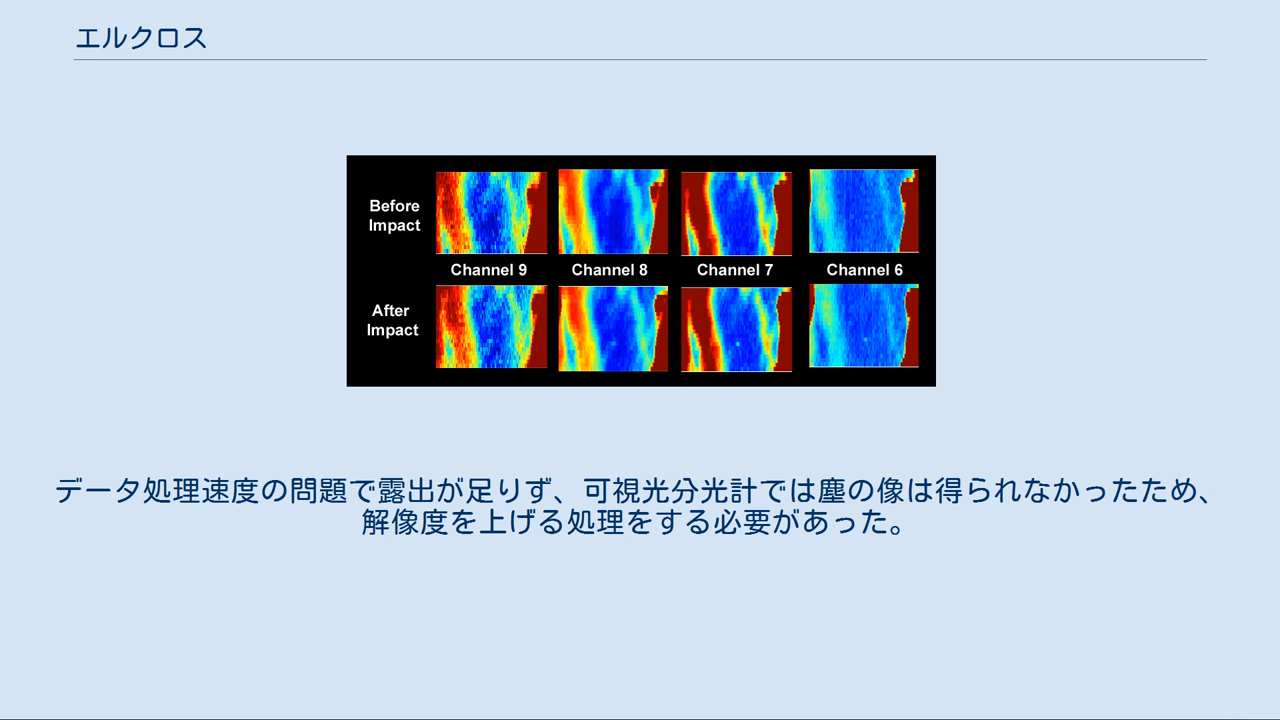 エルクロス
Before
Impact
Channel 9
Channel 8
Channel 7
Channel 6
After
Impact
データ処理速度の問題で露出が足りず、可視光分光計では塵の像は得られなかったため、
解像度を上げる処理をする必要があった。